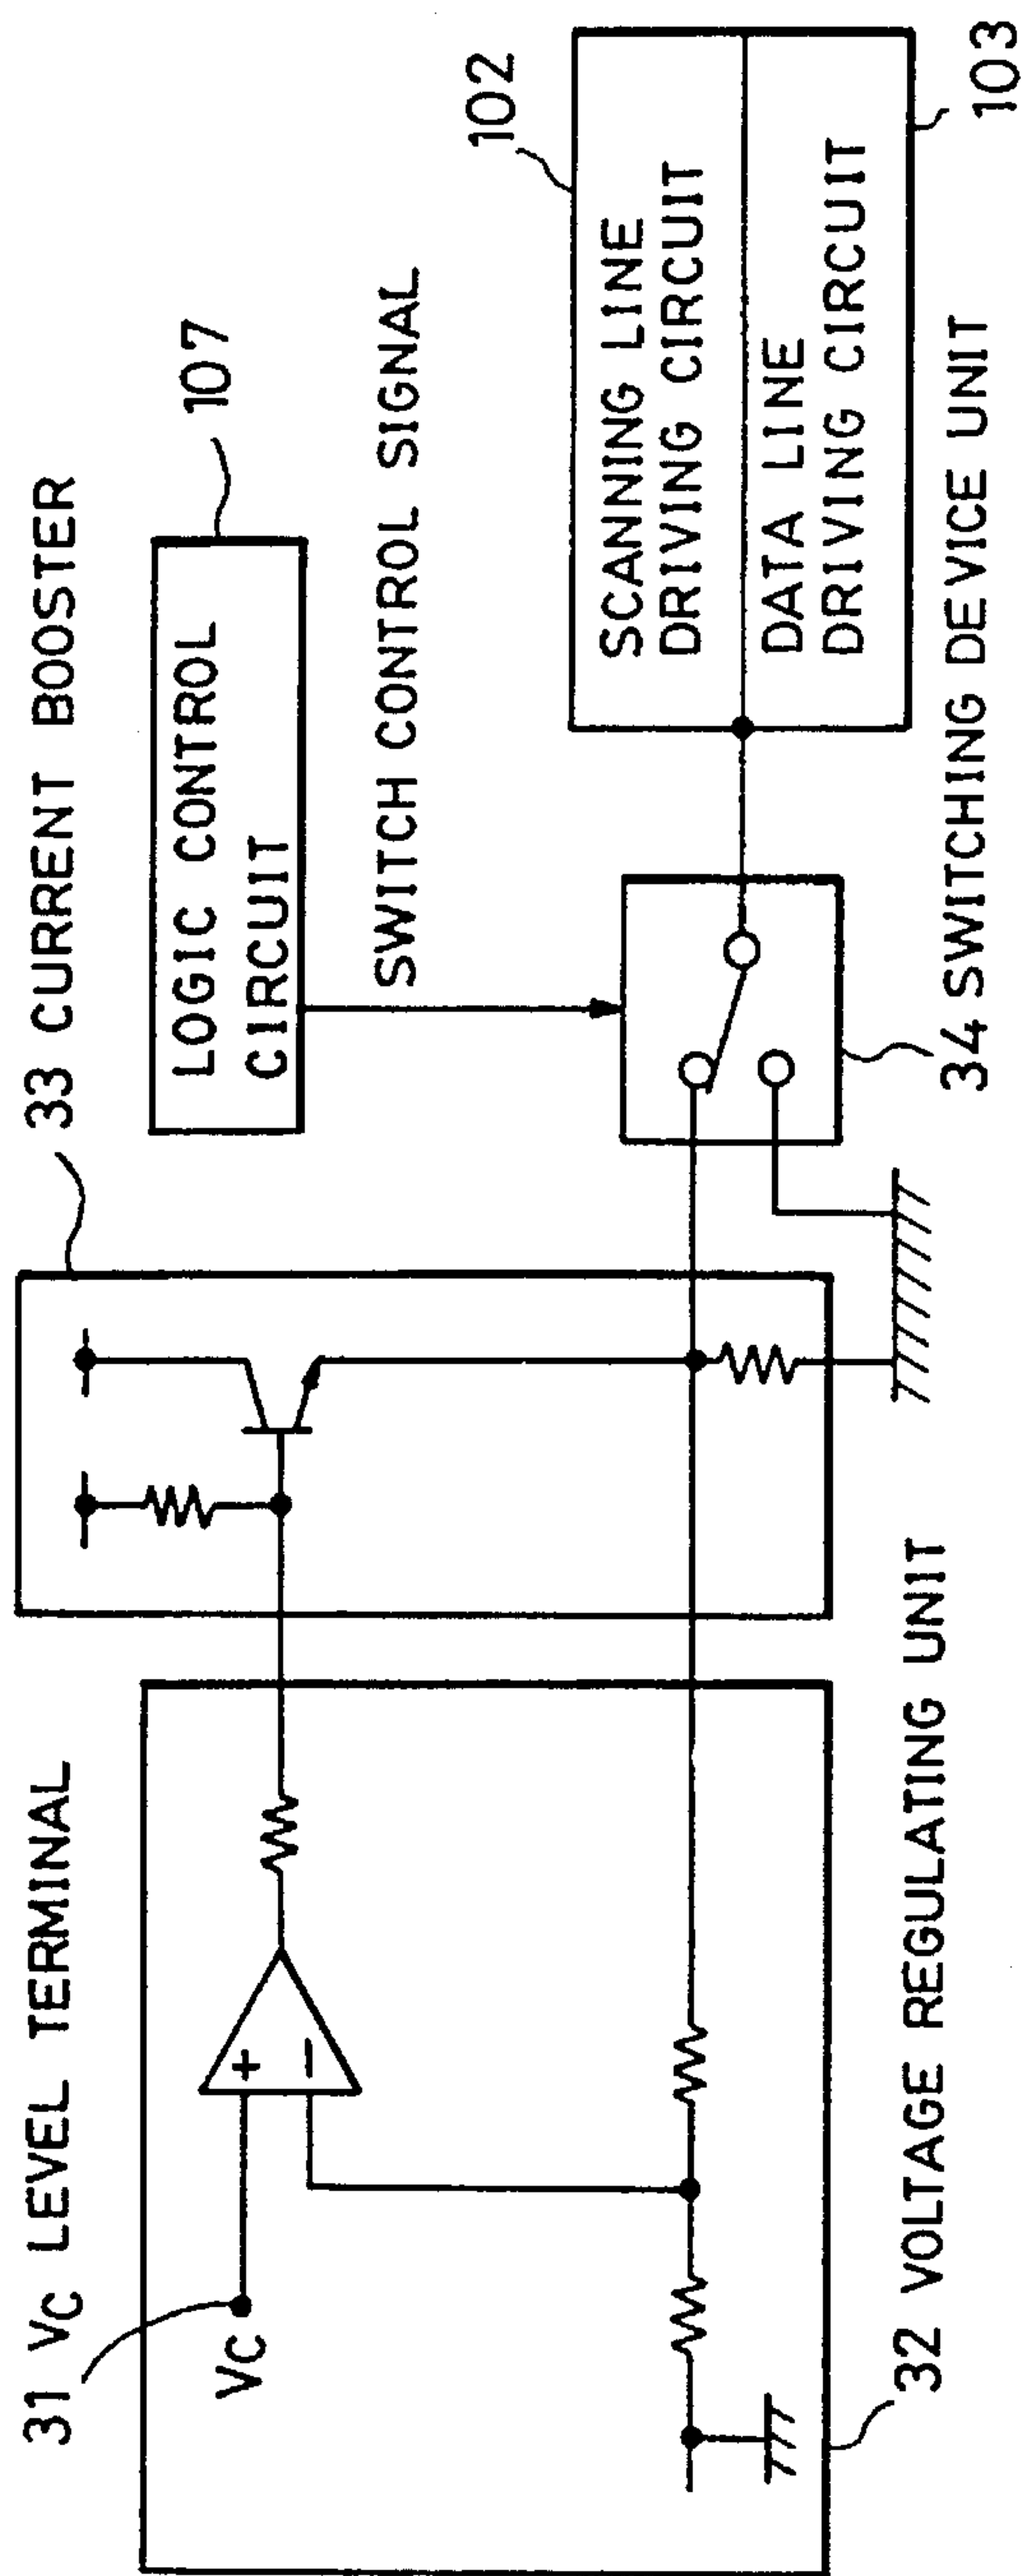 31 VC LEVEL TERMINAL
33 CURRENT BOOSTER
107
LOGIC CONTROL
CIRCUIT
SWITCH CONTROL SIGNAL
VC
+
−
102
SCANNING LINE
DRIVING CIRCUIT
DATA LINE
DRIVING CIRCUIT
103
32 VOLTAGE REGULATING UNIT
34 SWITCHING DEVICE UNIT